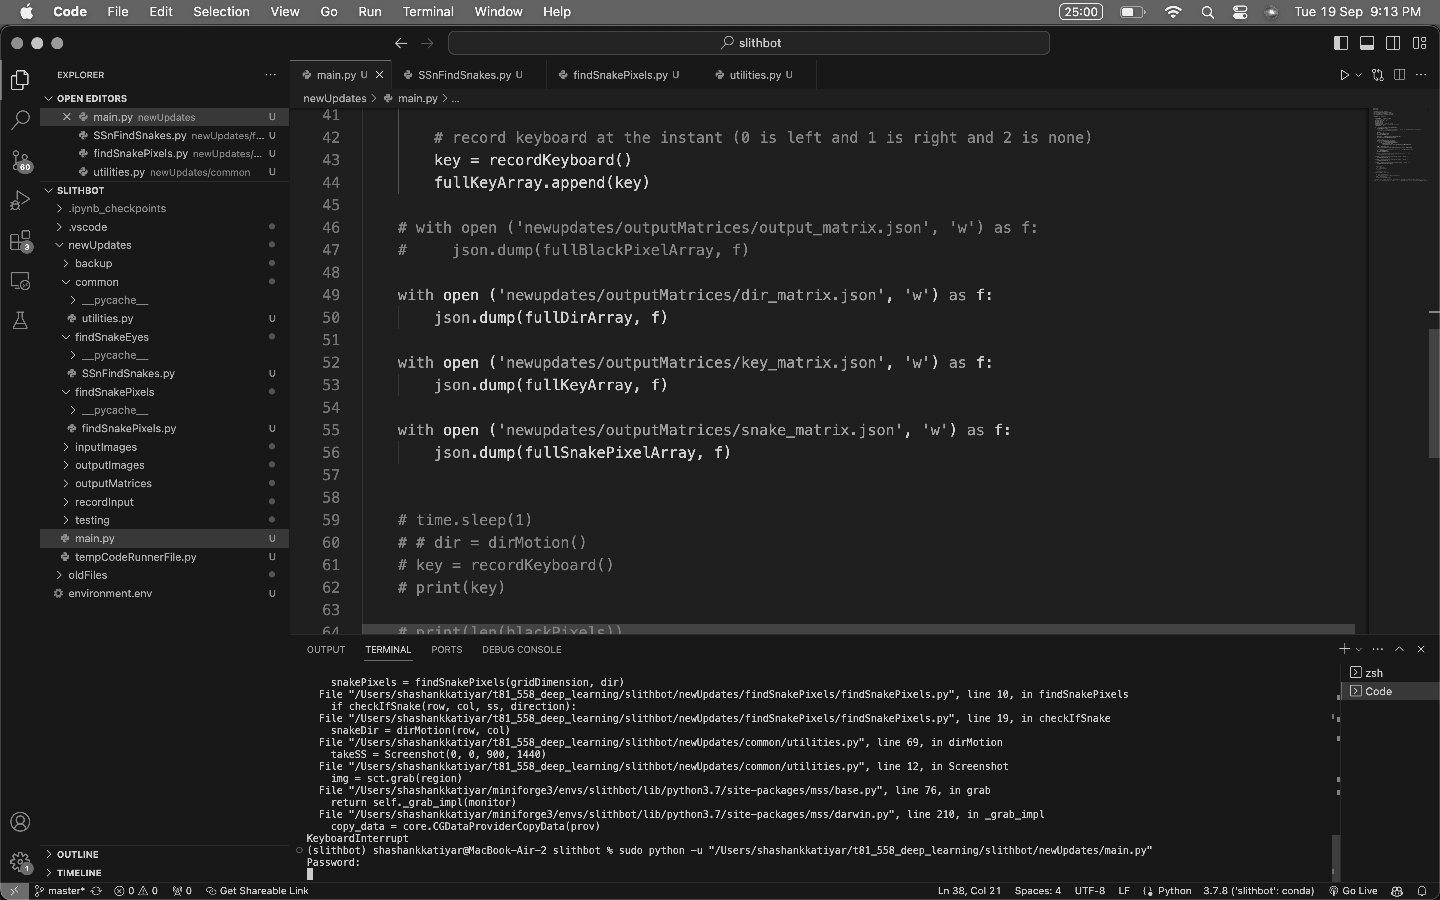 Code File Edit Selection View Go Run Terminal Window Help 25:00 Tue 19 Sep 9:13 PM
slithbot
EXPLORER
OPEN EDITORS
main.py newUpdates U
SSnFindSnakes.py newUpdates/f... U
findSnakePixels.py newUpdates/... U
utilities.py newUpdates/common U
SLITHBOT
.ipynb_checkpoints
.vscode
newUpdates
backup
common
__pycache__
utilities.py U
findSnakeEyes
__pycache__
SSnFindSnakes.py U
findSnakePixels
__pycache__
findSnakePixels.py U
inputImages
outputImages
outputMatrices
recordInput
testing
main.py U
tempCodeRunnerFile.py U
oldFiles
environment.env U
OUTLINE
TIMELINE
60
3
1
main.py U SSnFindSnakes.py U findSnakePixels.py U utilities.py U
newUpdates > main.py > ...
41
42 # record keyboard at the instant (0 is left and 1 is right and 2 is none)
43 key = recordKeyboard()
44 fullKeyArray.append(key)
45
46 # with open ('newupdates/outputMatrices/output_matrix.json', 'w') as f:
47 #     json.dump(fullBlackPixelArray, f)
48
49 with open ('newupdates/outputMatrices/dir_matrix.json', 'w') as f:
50 json.dump(fullDirArray, f)
51
52 with open ('newupdates/outputMatrices/key_matrix.json', 'w') as f:
53 json.dump(fullKeyArray, f)
54
55 with open ('newupdates/outputMatrices/snake_matrix.json', 'w') as f:
56 json.dump(fullSnakePixelArray, f)
57
58
59 # time.sleep(1)
60 # # dir = dirMotion()
61 # key = recordKeyboard()
62 # print(key)
63
64 # print(len(blackPixels))
OUTPUT TERMINAL PORTS DEBUG CONSOLE
zsh
Code
snakePixels = findSnakePixels(gridDimension, dir)
File "/Users/shashankkatiyar/t81_558_deep_learning/slithbot/newUpdates/findSnakePixels/findSnakePixels.py", line 10, in findSnakePixels
if checkIfSnake(row, col, ss, direction):
File "/Users/shashankkatiyar/t81_558_deep_learning/slithbot/newUpdates/findSnakePixels/findSnakePixels.py", line 19, in checkIfSnake
snakeDir = dirMotion(row, col)
File "/Users/shashankkatiyar/t81_558_deep_learning/slithbot/newUpdates/common/utilities.py", line 69, in dirMotion
takeSS = Screenshot(0, 0, 900, 1440)
File "/Users/shashankkatiyar/t81_558_deep_learning/slithbot/newUpdates/common/utilities.py", line 12, in Screenshot
img = sct.grab(region)
File "/Users/shashankkatiyar/miniforge3/envs/slithbot/lib/python3.7/site-packages/mss/base.py", line 76, in grab
return self._grab_impl(monitor)
File "/Users/shashankkatiyar/miniforge3/envs/slithbot/lib/python3.7/site-packages/mss/darwin.py", line 210, in _grab_impl
copy_data = core.CGDataProviderCopyData(prov)
KeyboardInterrupt
(slithbot) shashankkatiyar@MacBook-Air-2 slithbot % sudo python -u "/Users/shashankkatiyar/t81_558_deep_learning/slithbot/newUpdates/main.py"
Password:
master* 0 0 0 Get Shareable Link Ln 38, Col 21 Spaces: 4 UTF-8 LF Python 3.7.8 ('slithbot': conda) Go Live